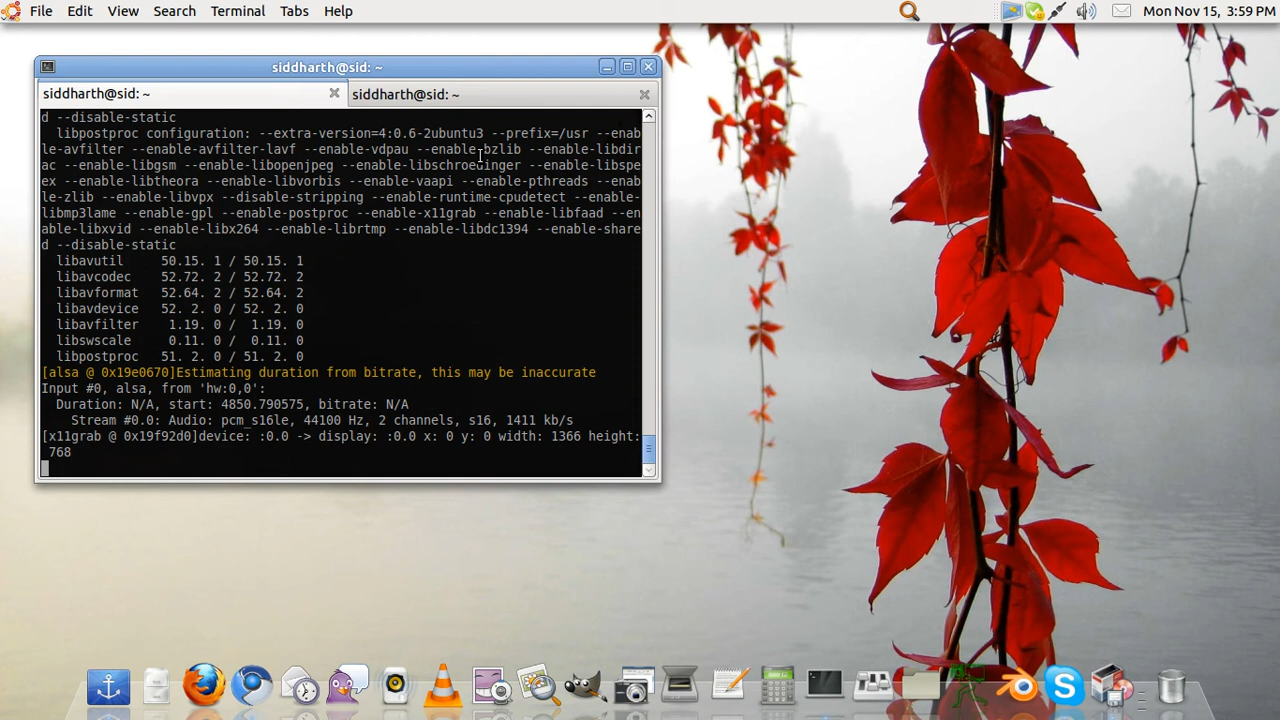 File Edit View Search Terminal Tabs Help
Mon Nov 15, 3:59 PM
siddharth@sid: ~
siddharth@sid: ~
siddharth@sid: ~
d --disable-static
libpostproc configuration: --extra-version=4:0.6-2ubuntu3 --prefix=/usr --enab
le-avfilter --enable-avfilter-lavf --enable-vdpau --enable-bzlib --enable-libdir
ac --enable-libgsm --enable-libopenjpeg --enable-libschroedinger --enable-libspe
ex --enable-libtheora --enable-libvorbis --enable-vaapi --enable-pthreads --enab
le-zlib --enable-libvpx --disable-stripping --enable-runtime-cpudetect --enable-
libmp3lame --enable-gpl --enable-postproc --enable-x11grab --enable-libfaad --en
able-libxvid --enable-libx264 --enable-librtmp --enable-libdc1394 --enable-share
d --disable-static
libavutil 50.15. 1 / 50.15. 1
libavcodec 52.72. 2 / 52.72. 2
libavformat 52.64. 2 / 52.64. 2
libavdevice 52. 2. 0 / 52. 2. 0
libavfilter 1.19. 0 / 1.19. 0
libswscale 0.11. 0 / 0.11. 0
libpostproc 51. 2. 0 / 51. 2. 0
[alsa @ 0x19e0670]Estimating duration from bitrate, this may be inaccurate
Input #0, alsa, from 'hw:0,0':
Duration: N/A, start: 4850.790575, bitrate: N/A
Stream #0.0: Audio: pcm_s16le, 44100 Hz, 2 channels, s16, 1411 kb/s
[x11grab @ 0x19f92d0]device: :0.0 -> display: :0.0 x: 0 y: 0 width: 1366 height:
768